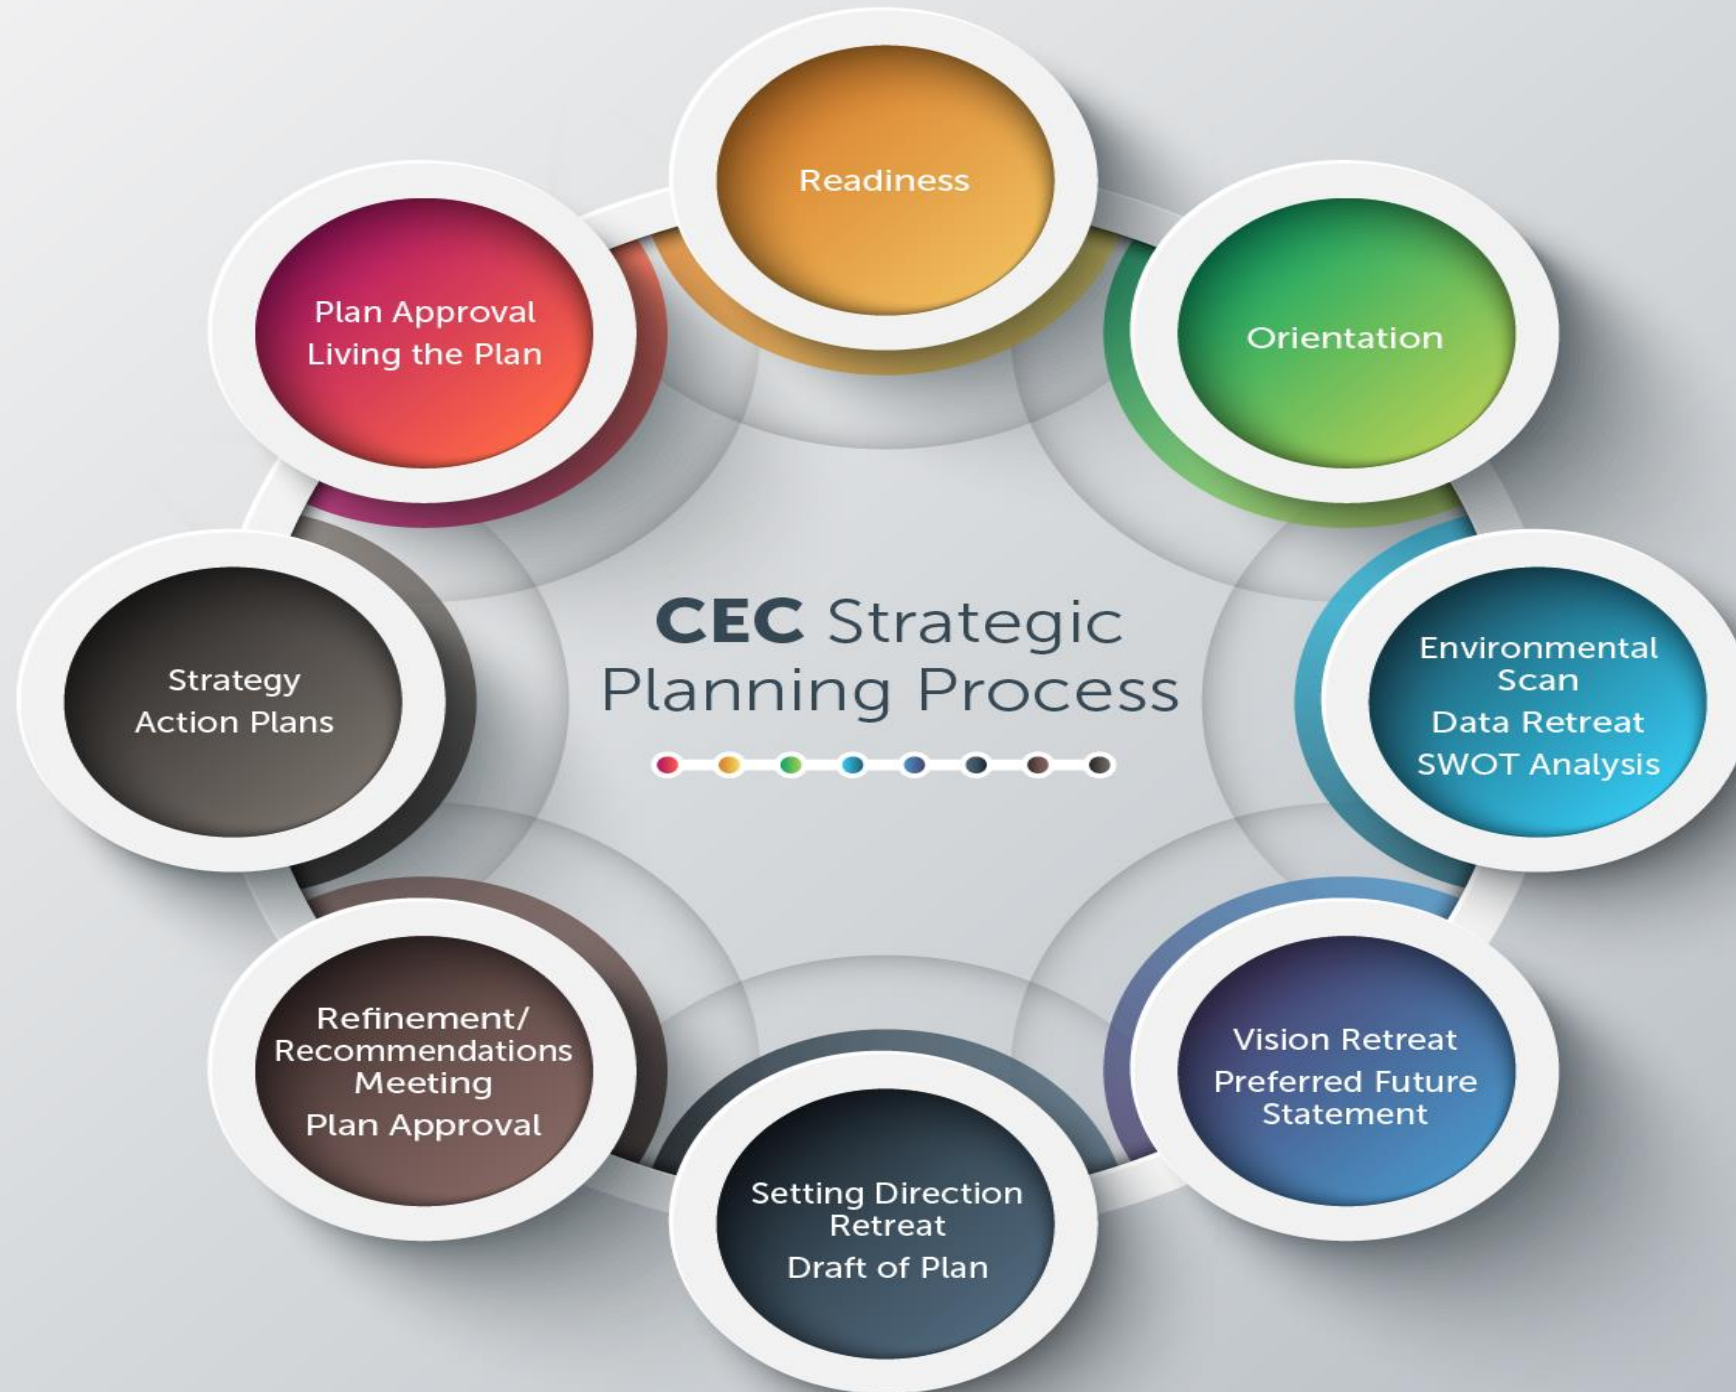 Readiness
Orientation
Environmental
Scan
Data Retreat
SWOT Analysis
Vision Retreat
Preferred Future
Statement
Setting Direction
Retreat
Draft of Plan
Refinement/
Recommendations
Meeting
Plan Approval
Strategy
Action Plans
Plan Approval
Living the Plan
CEC Strategic
Planning Process